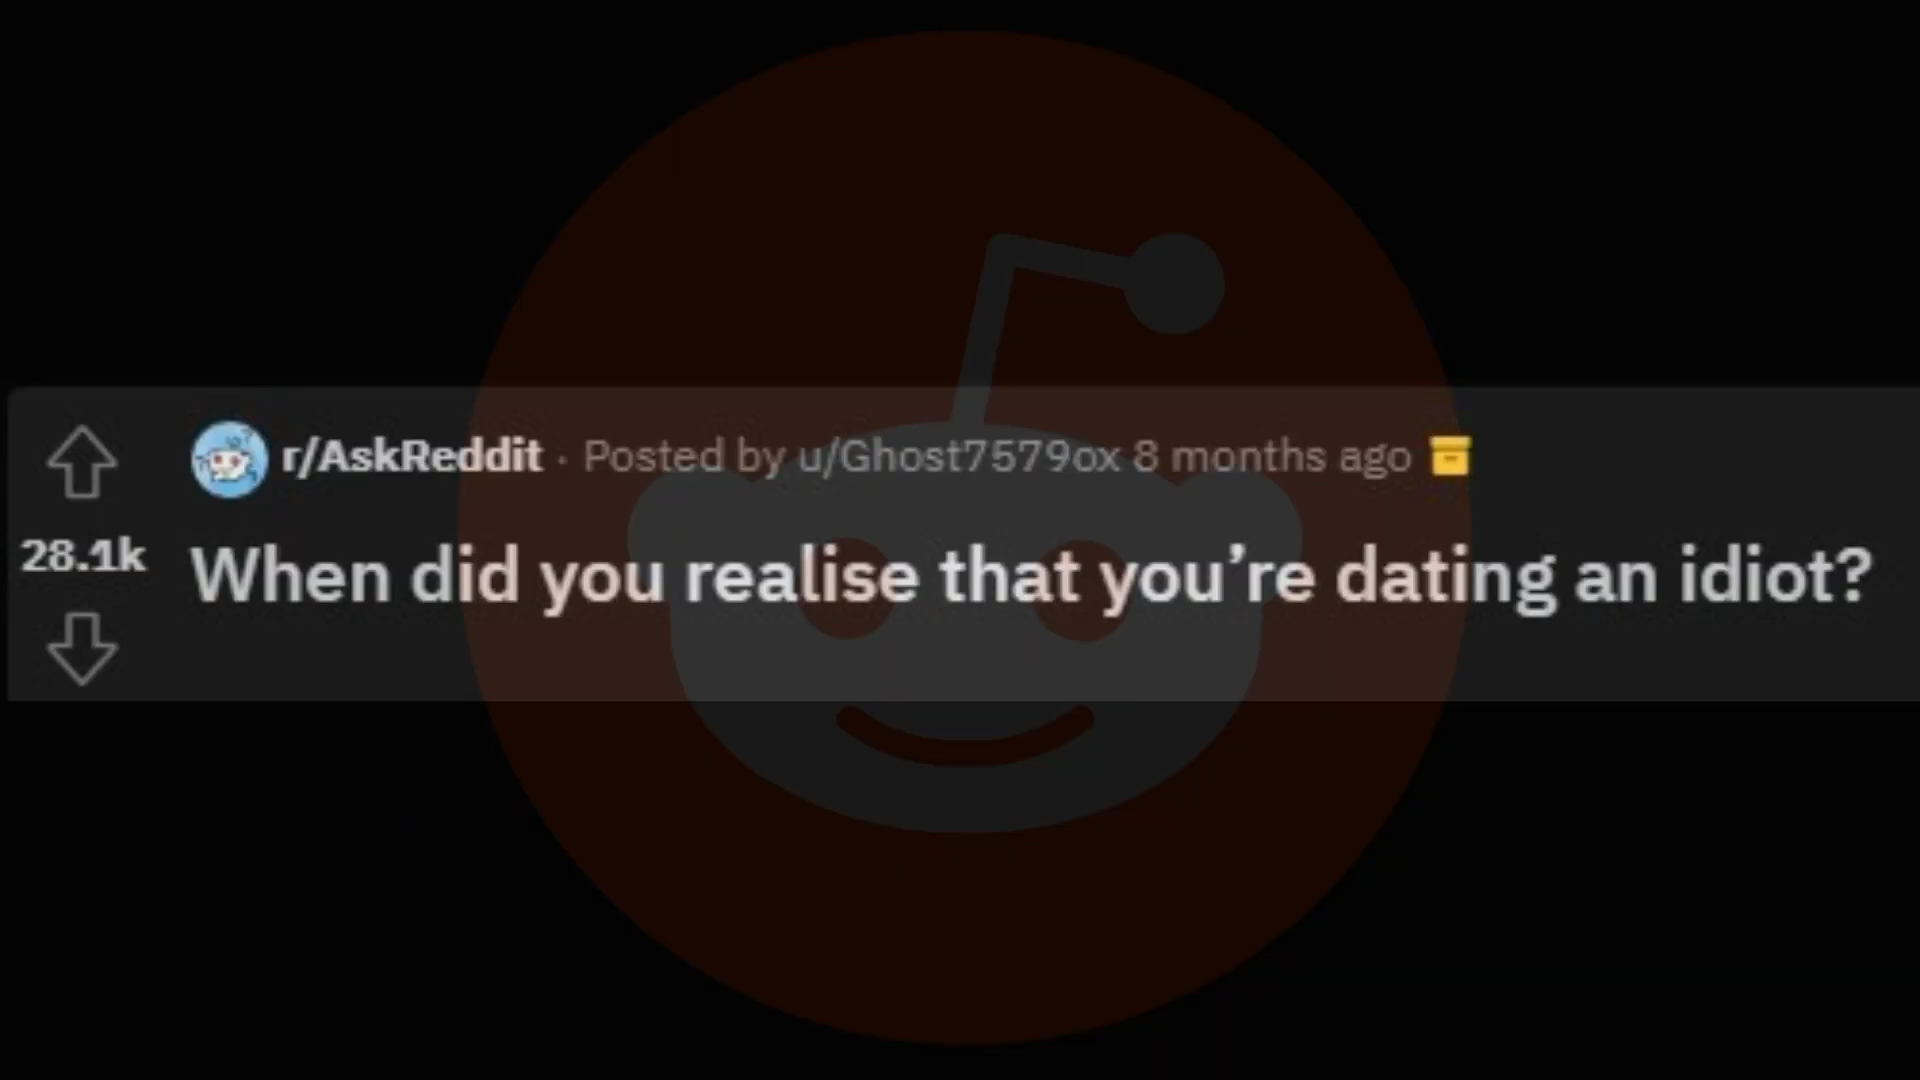 r/AskReddit · Posted by u/Ghost7579ox 8 months ago
28.1k
When did you realise that you’re dating an idiot?